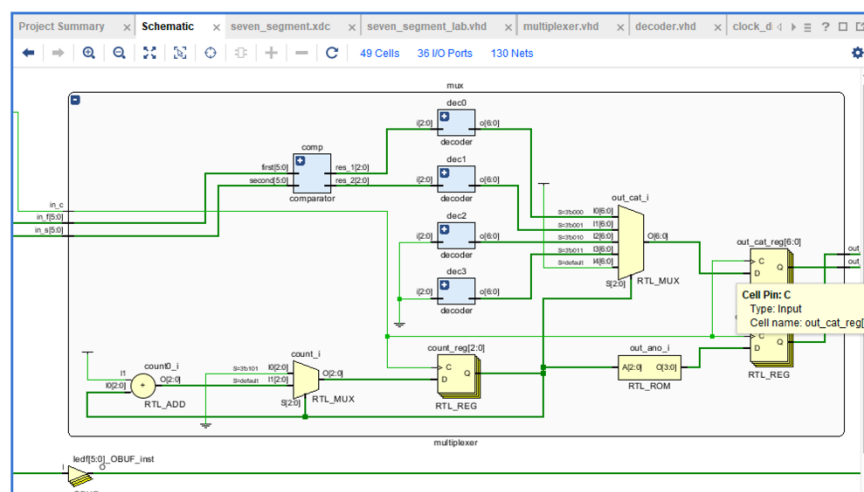 Project Summary
Schematic
seven_segment.xdc
seven_segment_lab.vhd
multiplexer.vhd
decoder.vhd
clock_d
49 Cells
36 I/O Ports
130 Nets
mux
dec0
i[2:0] o[6:0]
decoder
comp
first[5:0] res_1[2:0]
second[5:0] res_2[2:0]
comparator
dec1
i[2:0] o[6:0]
decoder
in_c
in_f[5:0]
in_s[5:0]
dec2
i[2:0] o[6:0]
decoder
dec3
i[2:0] o[6:0]
decoder
out_cat_i
S=3'b000 I0[6:0]
S=3'b001 I1[6:0]
S=3'b010 I2[6:0]
S=3'b011 I3[6:0]
S=default I4[6:0]
O[6:0]
S[2:0]
RTL_MUX
out_cat_reg[6:0]
C
D
Q
RTL_REG
out_
out_
Cell Pin: C
Type: Input
Cell name: out_cat_reg[
count0_i
I1
I0[2:0]
O[2:0]
RTL_ADD
count_i
S=3'b101 I0[2:0]
S=default I1[2:0]
O[2:0]
S[2:0]
RTL_MUX
count_reg[2:0]
C
D
Q
RTL_REG
out_ano_i
A[2:0] O[3:0]
RTL_ROM
multiplexer
ledf[5:0]_OBUF_inst
I
O